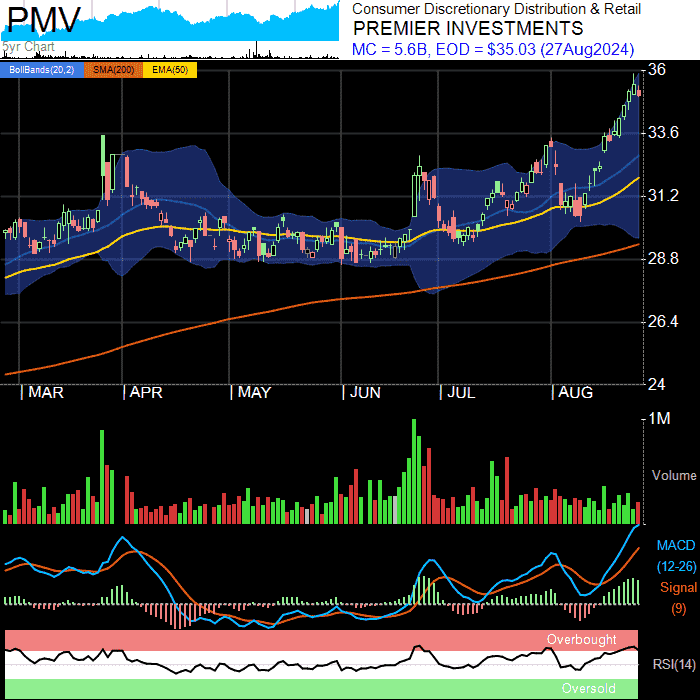 PMV
5yr Chart
Consumer Discretionary Distribution & Retail
PREMIER INVESTMENTS
MC = 5.6B, EOD = $35.03 (27Aug2024)
BollBands(20,2) SMA(200) EMA(50)
36
33.6
31.2
28.8
26.4
24
MAR APR MAY JUN JUL AUG
1M
Volume
MACD
(12-26)
Signal
(9)
Overbought
RSI(14)
Oversold